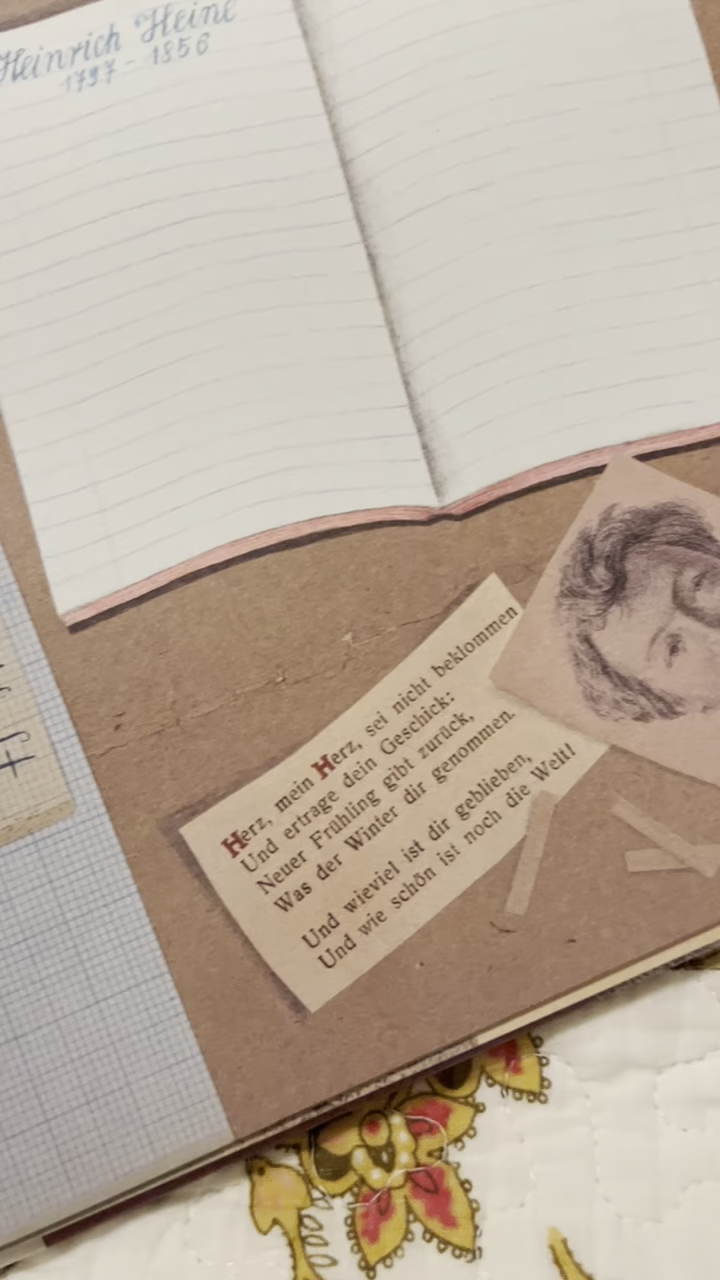 Heinrich Heine
1797 - 1856
Herz, mein Herz, sei nicht beklommen
Und ertrage dein Geschick:
Neuer Frühling gibt zurück,
Was der Winter dir genommen.
Und wieviel ist dir geblieben,
Und wie schön ist noch die Welt!